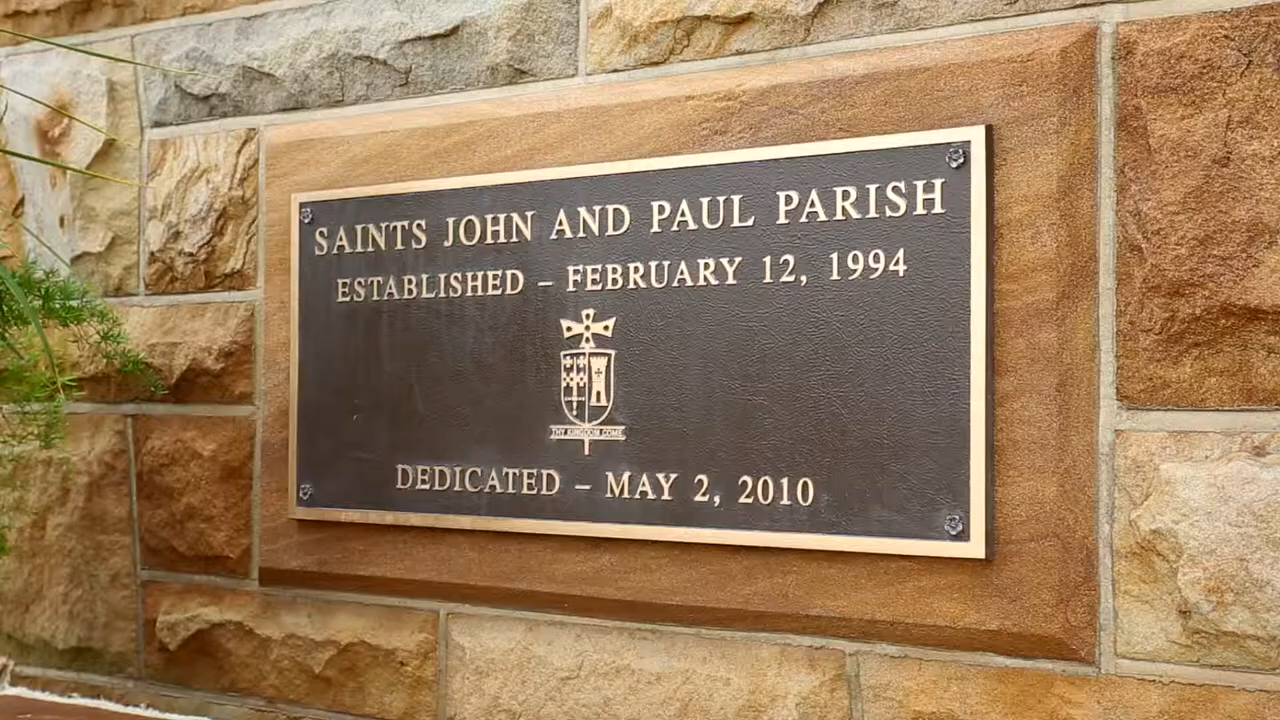 SAINTS JOHN AND PAUL PARISH
ESTABLISHED – FEBRUARY 12, 1994
THY KINGDOM COME
DEDICATED – MAY 2, 2010